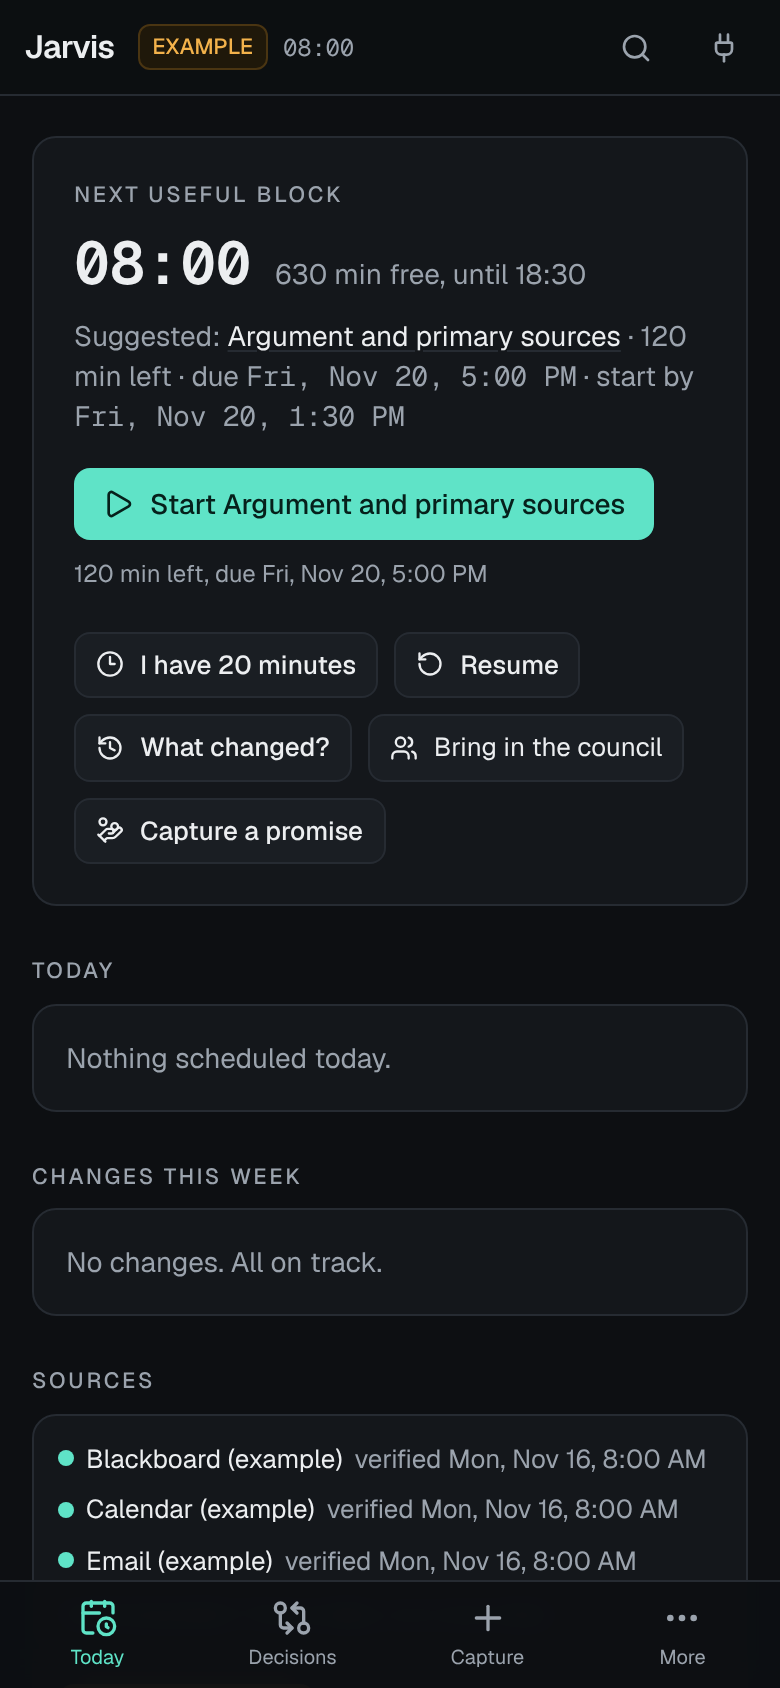 Jarvis EXAMPLE 08:00
NEXT USEFUL BLOCK
08:00 630 min free, until 18:30
Suggested: Argument and primary sources · 120
min left · due Fri, Nov 20, 5:00 PM · start by
Fri, Nov 20, 1:30 PM
Start Argument and primary sources
120 min left, due Fri, Nov 20, 5:00 PM
I have 20 minutes Resume
What changed? Bring in the council
Capture a promise
TODAY
Nothing scheduled today.
CHANGES THIS WEEK
No changes. All on track.
SOURCES
Blackboard (example) verified Mon, Nov 16, 8:00 AM
Calendar (example) verified Mon, Nov 16, 8:00 AM
Email (example) verified Mon, Nov 16, 8:00 AM
Today Decisions Capture More